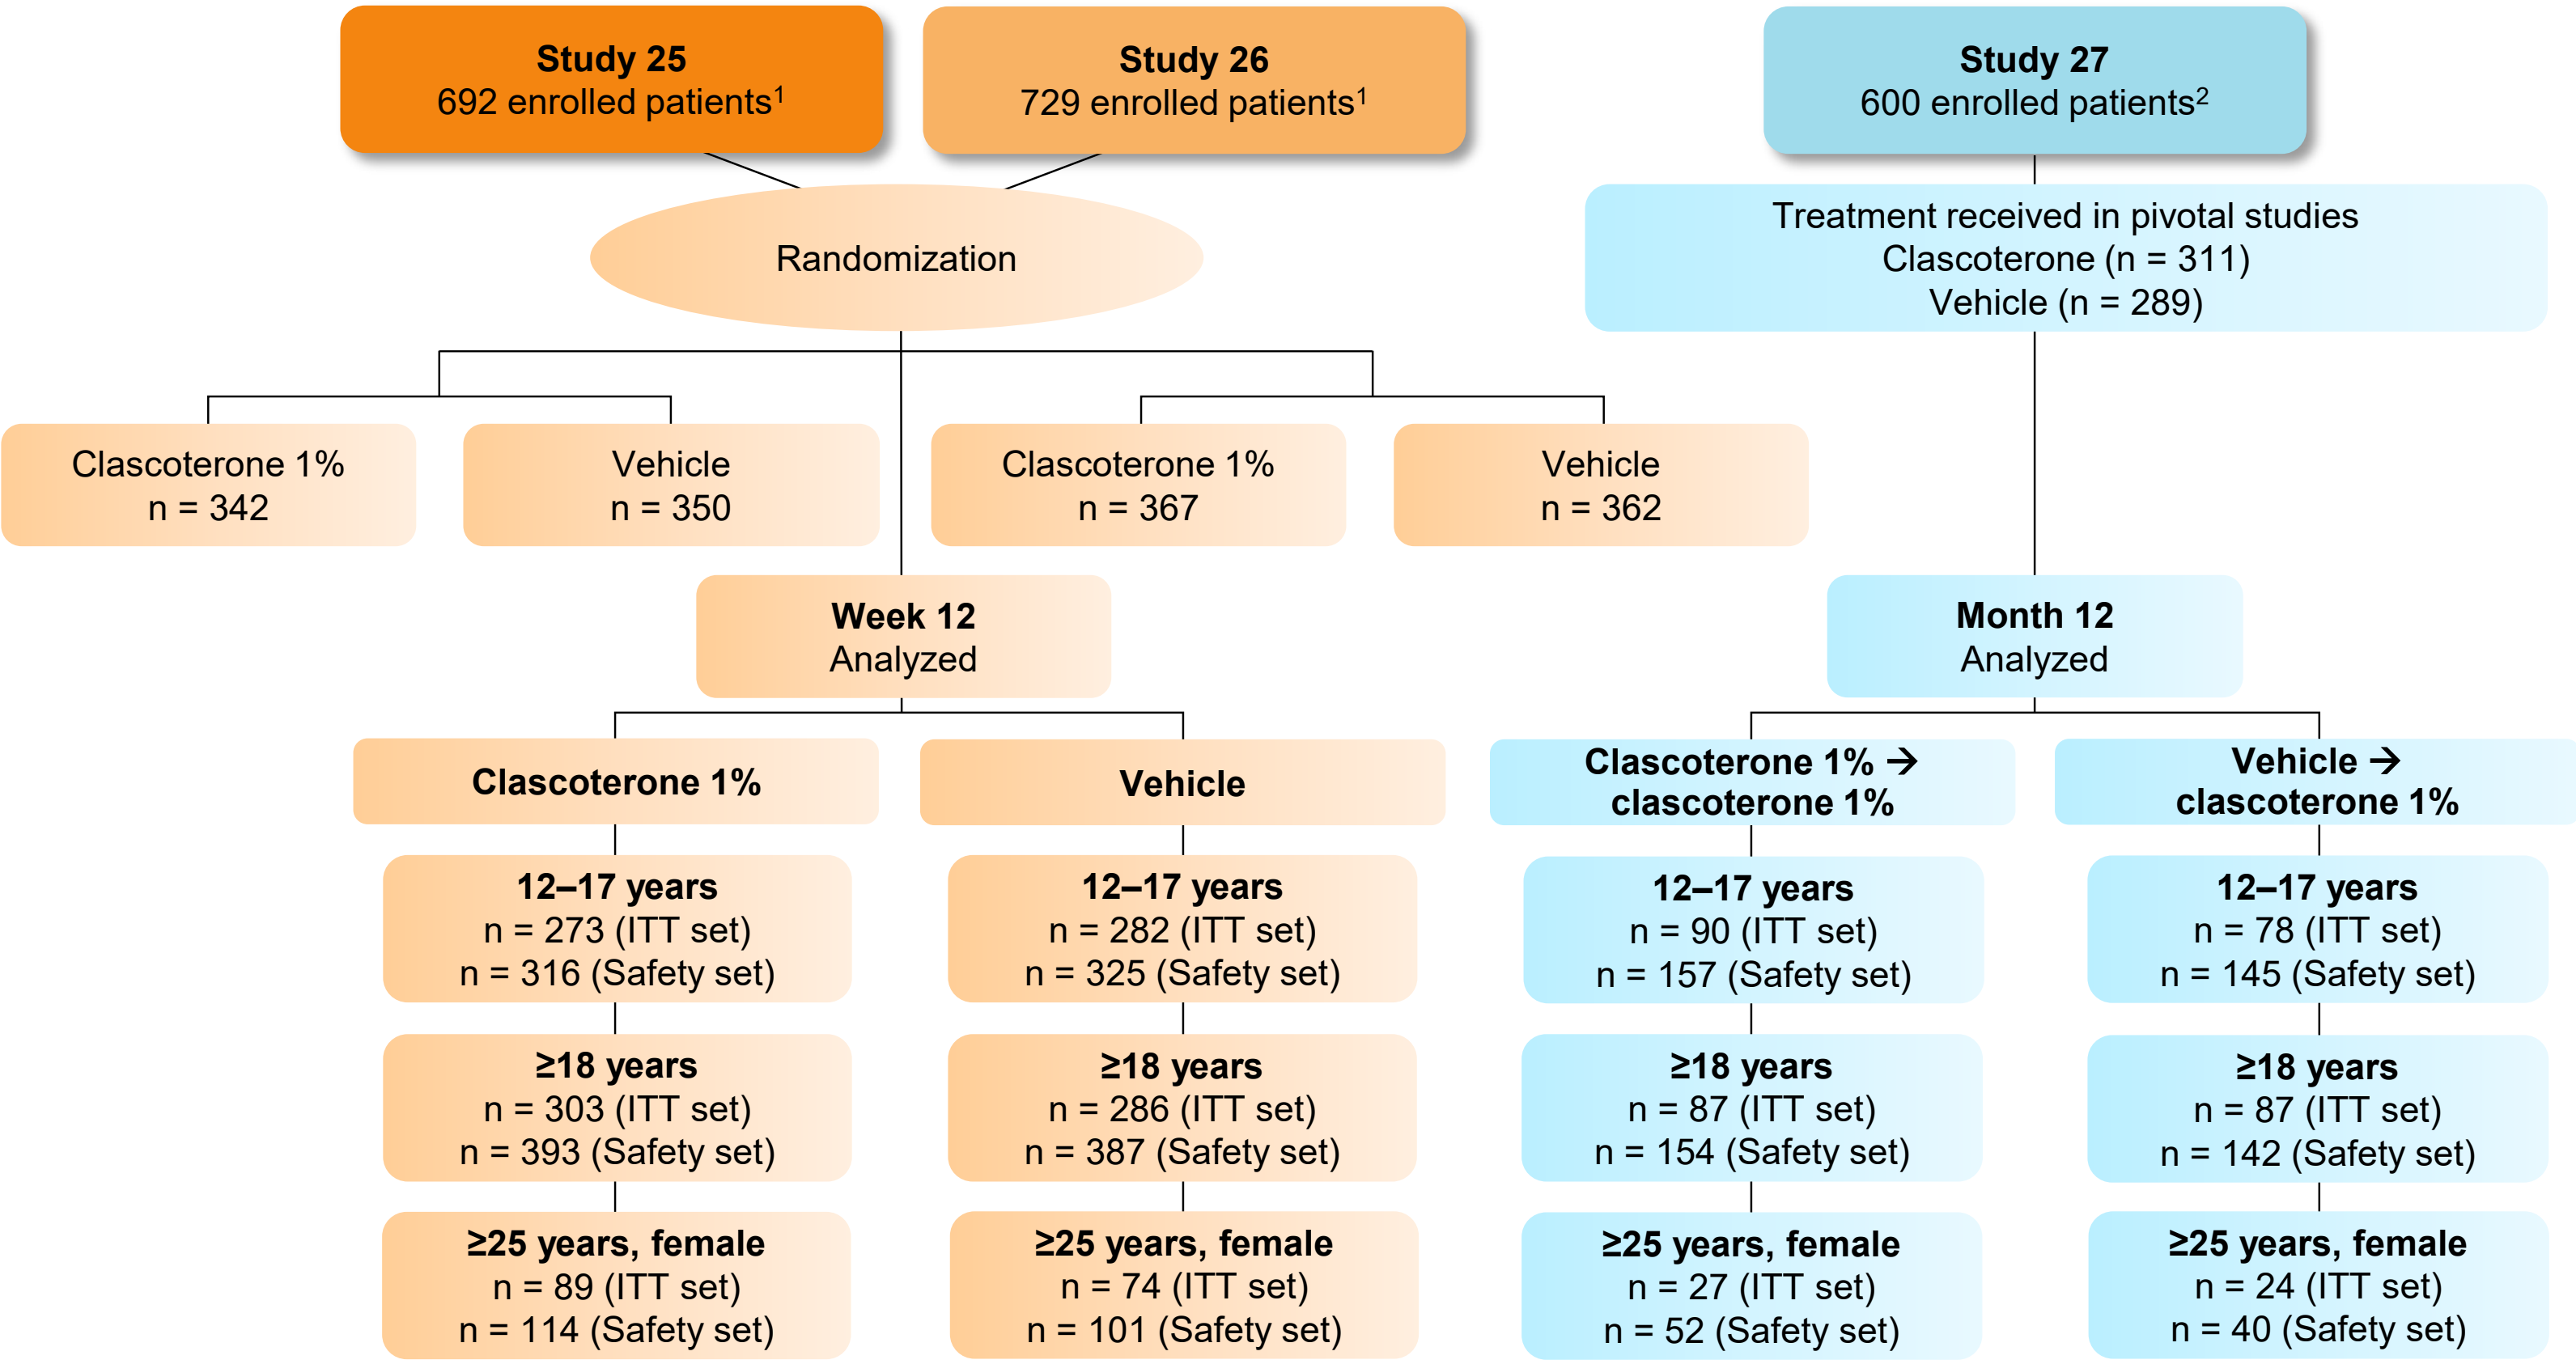 Study 25
692 enrolled patients¹
Study 26
729 enrolled patients¹
Study 27
600 enrolled patients²
Randomization
Treatment received in pivotal studies
Clascoterone (n = 311)
Vehicle (n = 289)
Clascoterone 1%
n = 342
Vehicle
n = 350
Clascoterone 1%
n = 367
Vehicle
n = 362
Week 12
Analyzed
Month 12
Analyzed
Clascoterone 1%
Vehicle
Clascoterone 1% →
clascoterone 1%
Vehicle →
clascoterone 1%
12–17 years
n = 273 (ITT set)
n = 316 (Safety set)
12–17 years
n = 282 (ITT set)
n = 325 (Safety set)
12–17 years
n = 90 (ITT set)
n = 157 (Safety set)
12–17 years
n = 78 (ITT set)
n = 145 (Safety set)
≥18 years
n = 303 (ITT set)
n = 393 (Safety set)
≥18 years
n = 286 (ITT set)
n = 387 (Safety set)
≥18 years
n = 87 (ITT set)
n = 154 (Safety set)
≥18 years
n = 87 (ITT set)
n = 142 (Safety set)
≥25 years, female
n = 89 (ITT set)
n = 114 (Safety set)
≥25 years, female
n = 74 (ITT set)
n = 101 (Safety set)
≥25 years, female
n = 27 (ITT set)
n = 52 (Safety set)
≥25 years, female
n = 24 (ITT set)
n = 40 (Safety set)